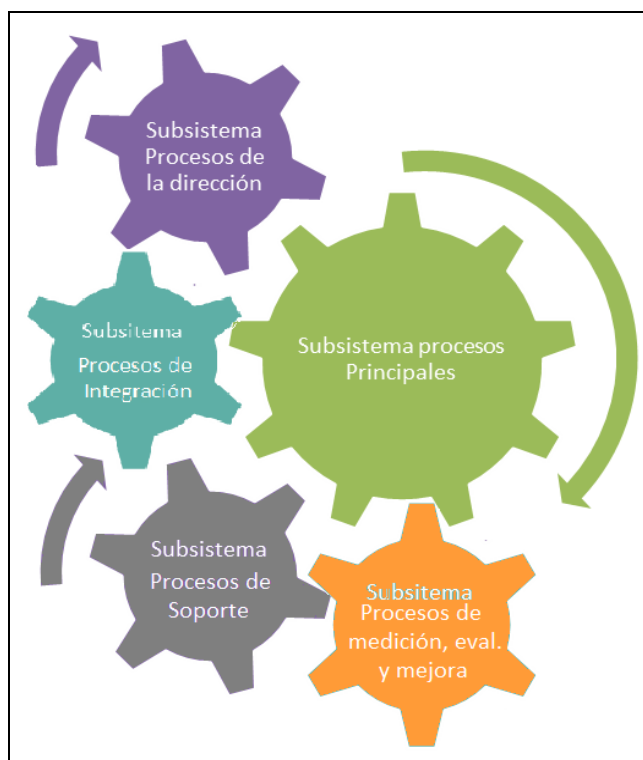 Subsistema
Procesos de
la dirección
Subsitema
Procesos de
Integración
Subsistema procesos
Principales
Subsistema
Procesos de
Soporte
Subsitema
Procesos de
medición, eval.
y mejora